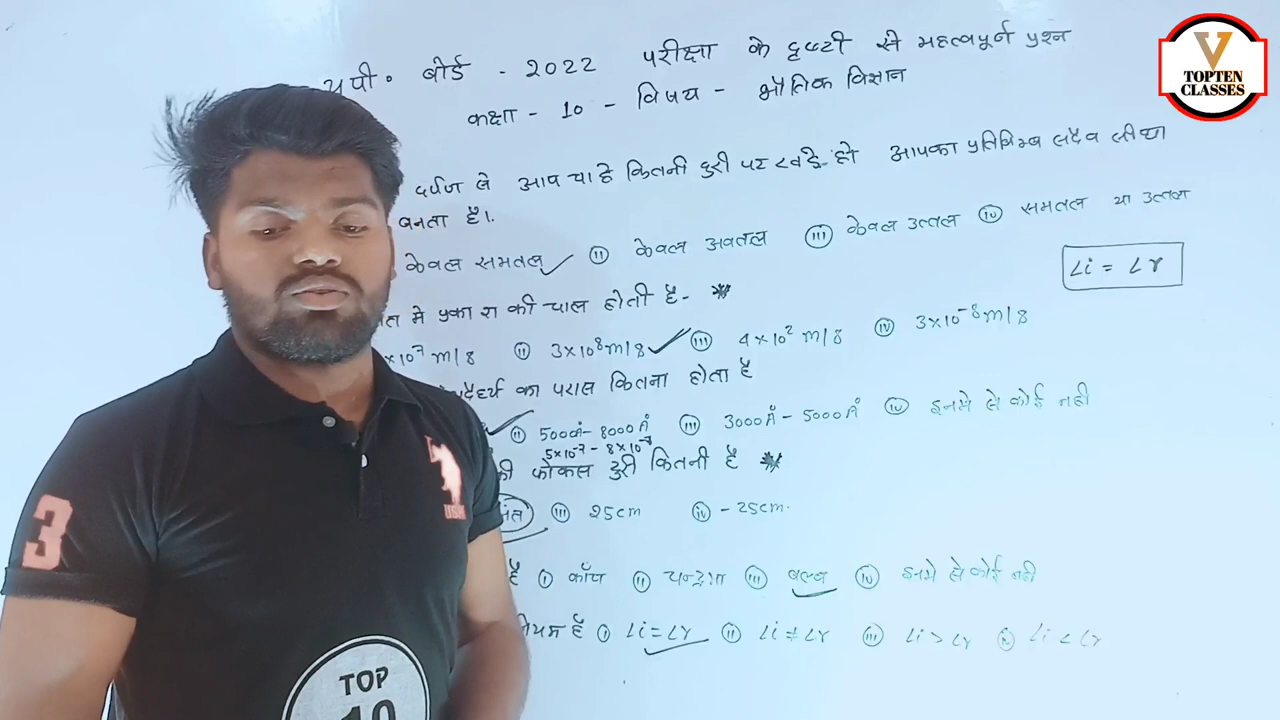 यु पी॰ बोर्ड - 2022 परीक्षा के दृष्टी से महत्वपूर्न प्रश्न
कक्षा - 10 - विषय - भौतिक विज्ञान
दर्पण से आप चाहे कितनी दुरी पर खड़े हो आपका प्रतिबिम्ब सदैव सीधा
बनता है।
केवल समतल ✓ (ii) केवल अवतल (iii) केवल उत्तल (iv) समतल या उत्तल
∠i = ∠r
मे प्रकाश की चाल होती है-
×10⁷ m/s (ii) 3×10⁸ m/s ✓ (iii) 4×10² m/s (iv) 3×10⁻⁸ m/s
का परास कितना होता है
✓ (ii) 5000Å - 8000Å (iii) 3000Å - 5000Å (iv) इनमे से कोई नही
5×10⁻⁷ - 8×10⁻⁷
की फोकस दुरी कितनी है
(iii) 25cm (iv) -25cm.
है (i) काँच (ii) चन्द्रमा (iii) बल्ब (iv) इनमे से कोई नही
है (i) ∠i = ∠r ✓ (ii) ∠i ≠ ∠r (iii) ∠i > ∠r (iv) ∠i < ∠r
V
TOPTEN
CLASSES
3
TOP
10